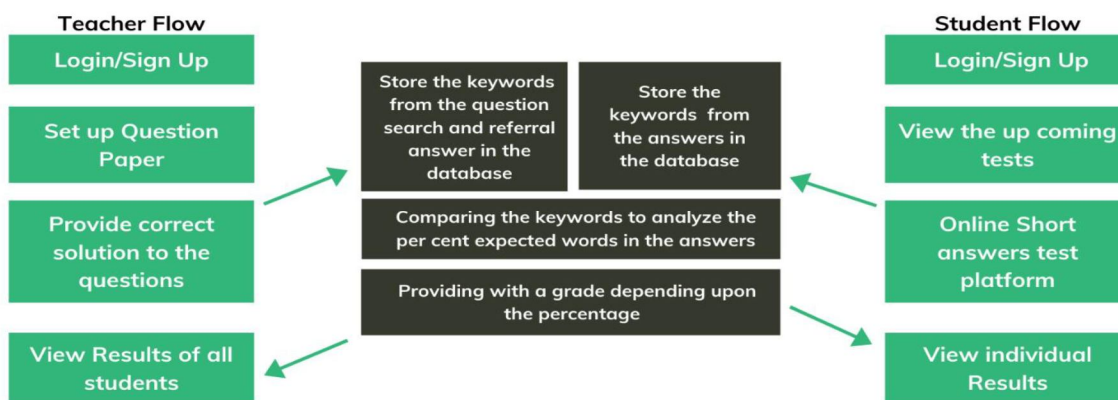 Teacher Flow
Login/Sign Up
Set up Question
Paper
Provide correct
solution to the
questions
View Results of all
students
Store the keywords
from the question
search and referral
answer in the
database
Store the
keywords from
the answers in
the database
Comparing the keywords to analyze the
per cent expected words in the answers
Providing with a grade depending upon
the percentage
Student Flow
Login/Sign Up
View the up coming
tests
Online Short
answers test
platform
View individual
Results